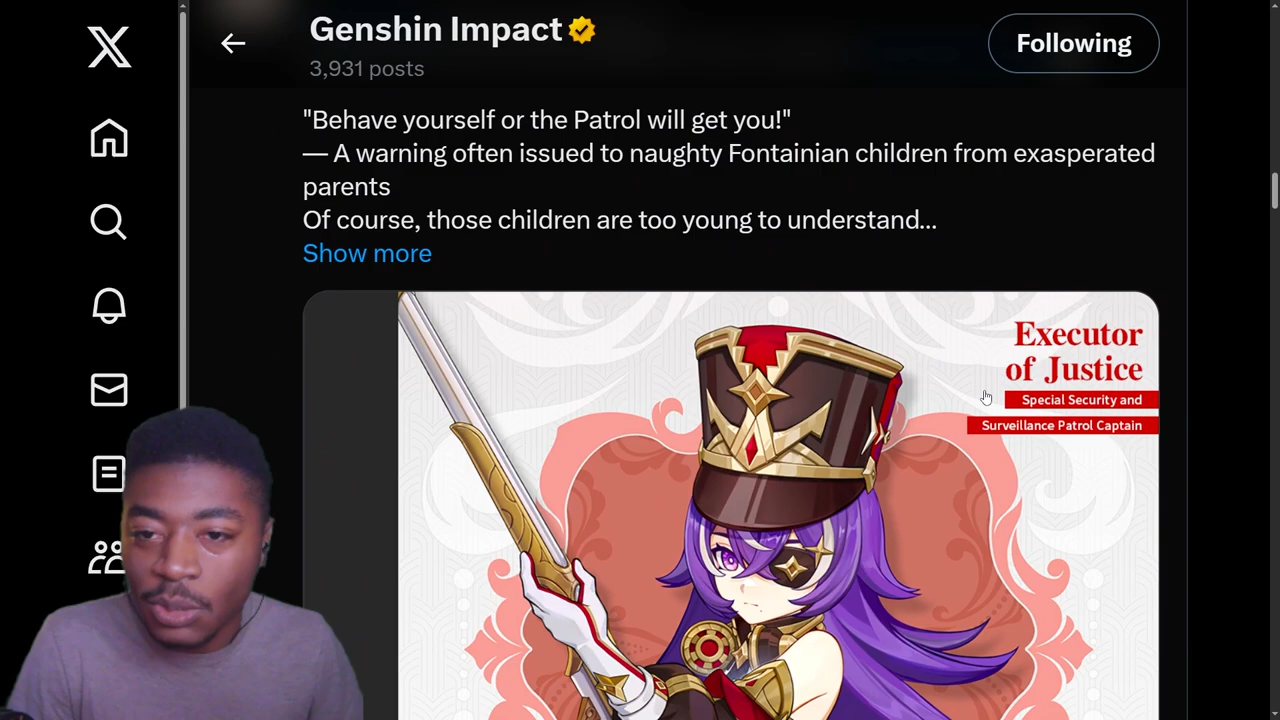 Genshin Impact
3,931 posts
Following
"Behave yourself or the Patrol will get you!"
— A warning often issued to naughty Fontainian children from exasperated
parents
Of course, those children are too young to understand...
Show more
Executor
of Justice
Special Security and
Surveillance Patrol Captain